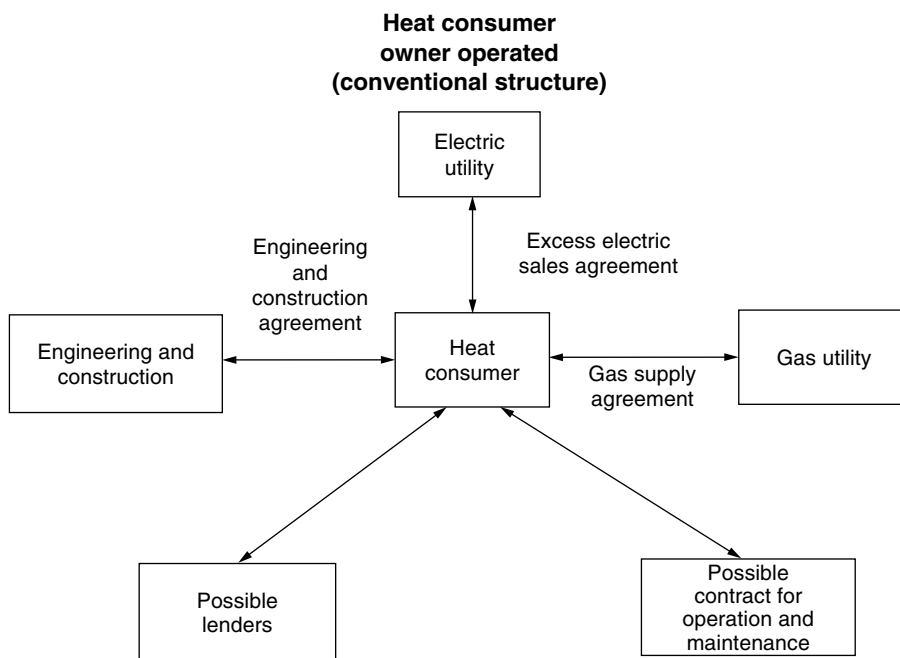 Heat consumer
owner operated
(conventional structure)
Electric
utility
Engineering
and
construction
agreement
Excess electric
sales agreement
Engineering and
construction
Heat
consumer
Gas supply
agreement
Gas utility
Possible
lenders
Possible
contract for
operation and
maintenance